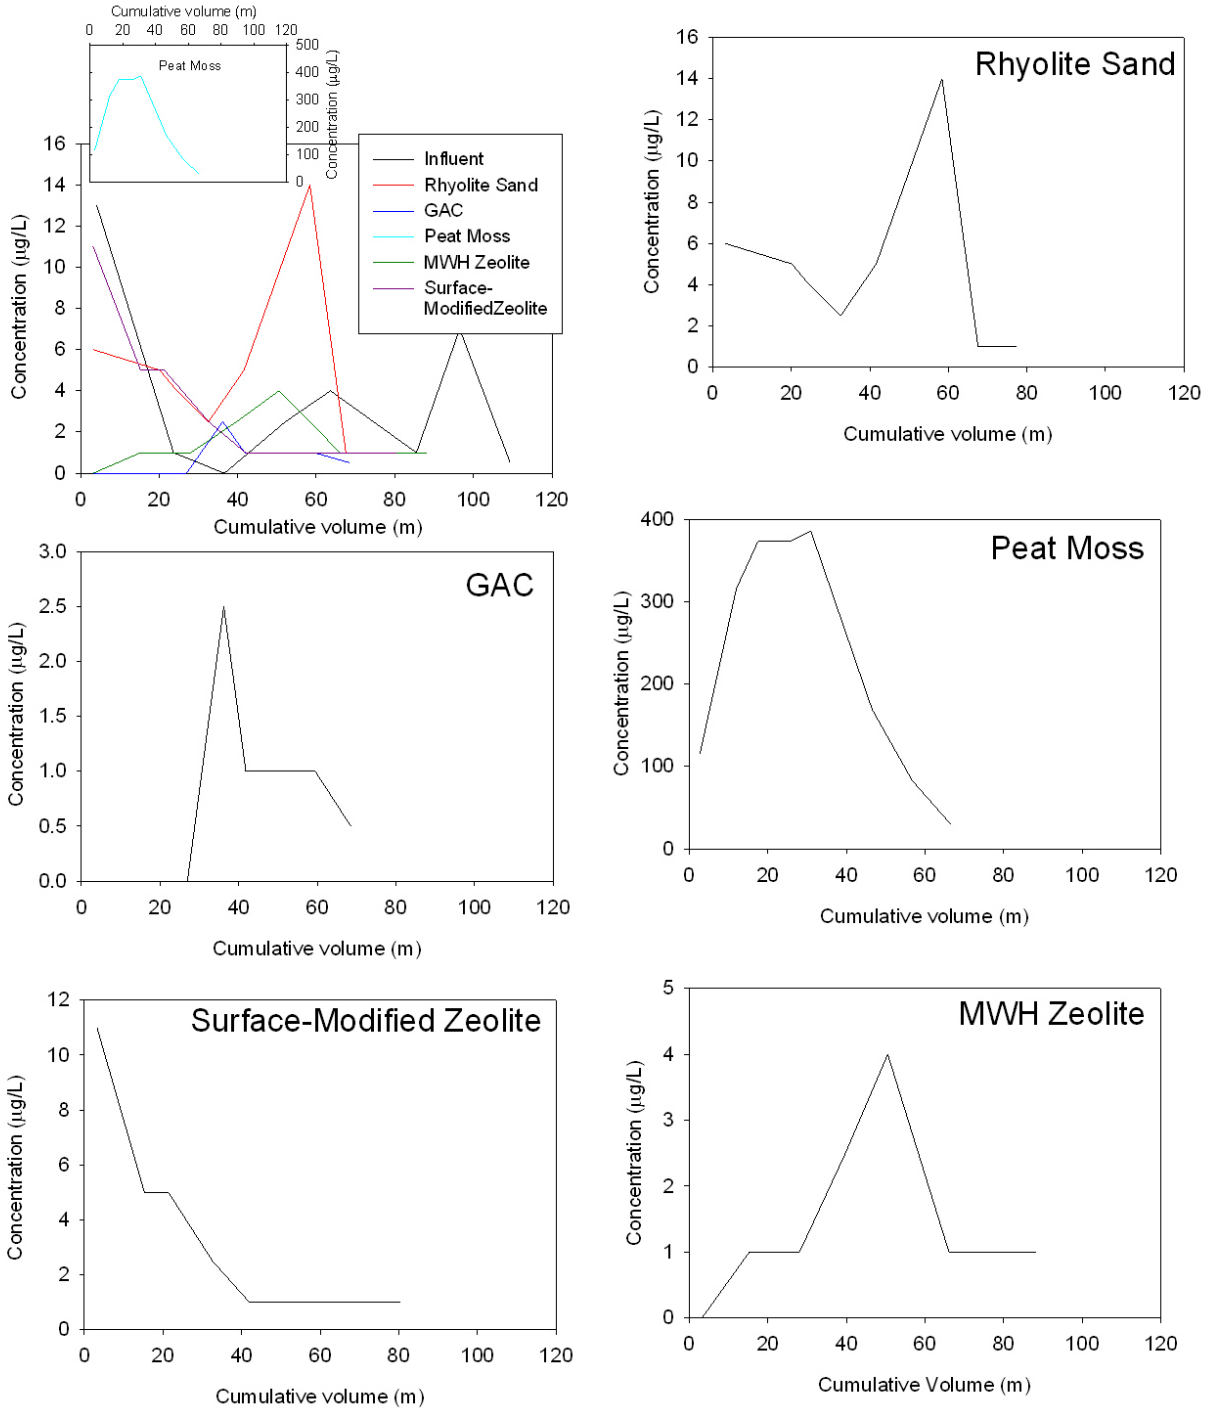 Cumulative volume (m)
0 20 40 60 80 100 120
500
400
300
200
100
0
Concentration (µg/L)
Peat Moss
16
14
12
10
8
6
4
2
0
Concentration (µg/L)
Influent
Rhyolite Sand
GAC
Peat Moss
MWH Zeolite
Surface-
ModifiedZeolite
0 20 40 60 80 100 120
Cumulative volume (m)
Rhyolite Sand
16
14
12
10
8
6
4
2
0
Concentration (µg/L)
0 20 40 60 80 100 120
Cumulative volume (m)
GAC
3.0
2.5
2.0
1.5
1.0
0.5
0.0
Concentration (µg/L)
0 20 40 60 80 100 120
Cumulative volume (m)
Peat Moss
400
300
200
100
0
Concentration (µg/L)
0 20 40 60 80 100 120
Cumulative volume (m)
Surface-Modified Zeolite
12
10
8
6
4
2
0
Concentration (µg/L)
0 20 40 60 80 100 120
Cumulative volume (m)
MWH Zeolite
5
4
3
2
1
0
Concentration (µg/L)
0 20 40 60 80 100 120
Cumulative Volume (m)